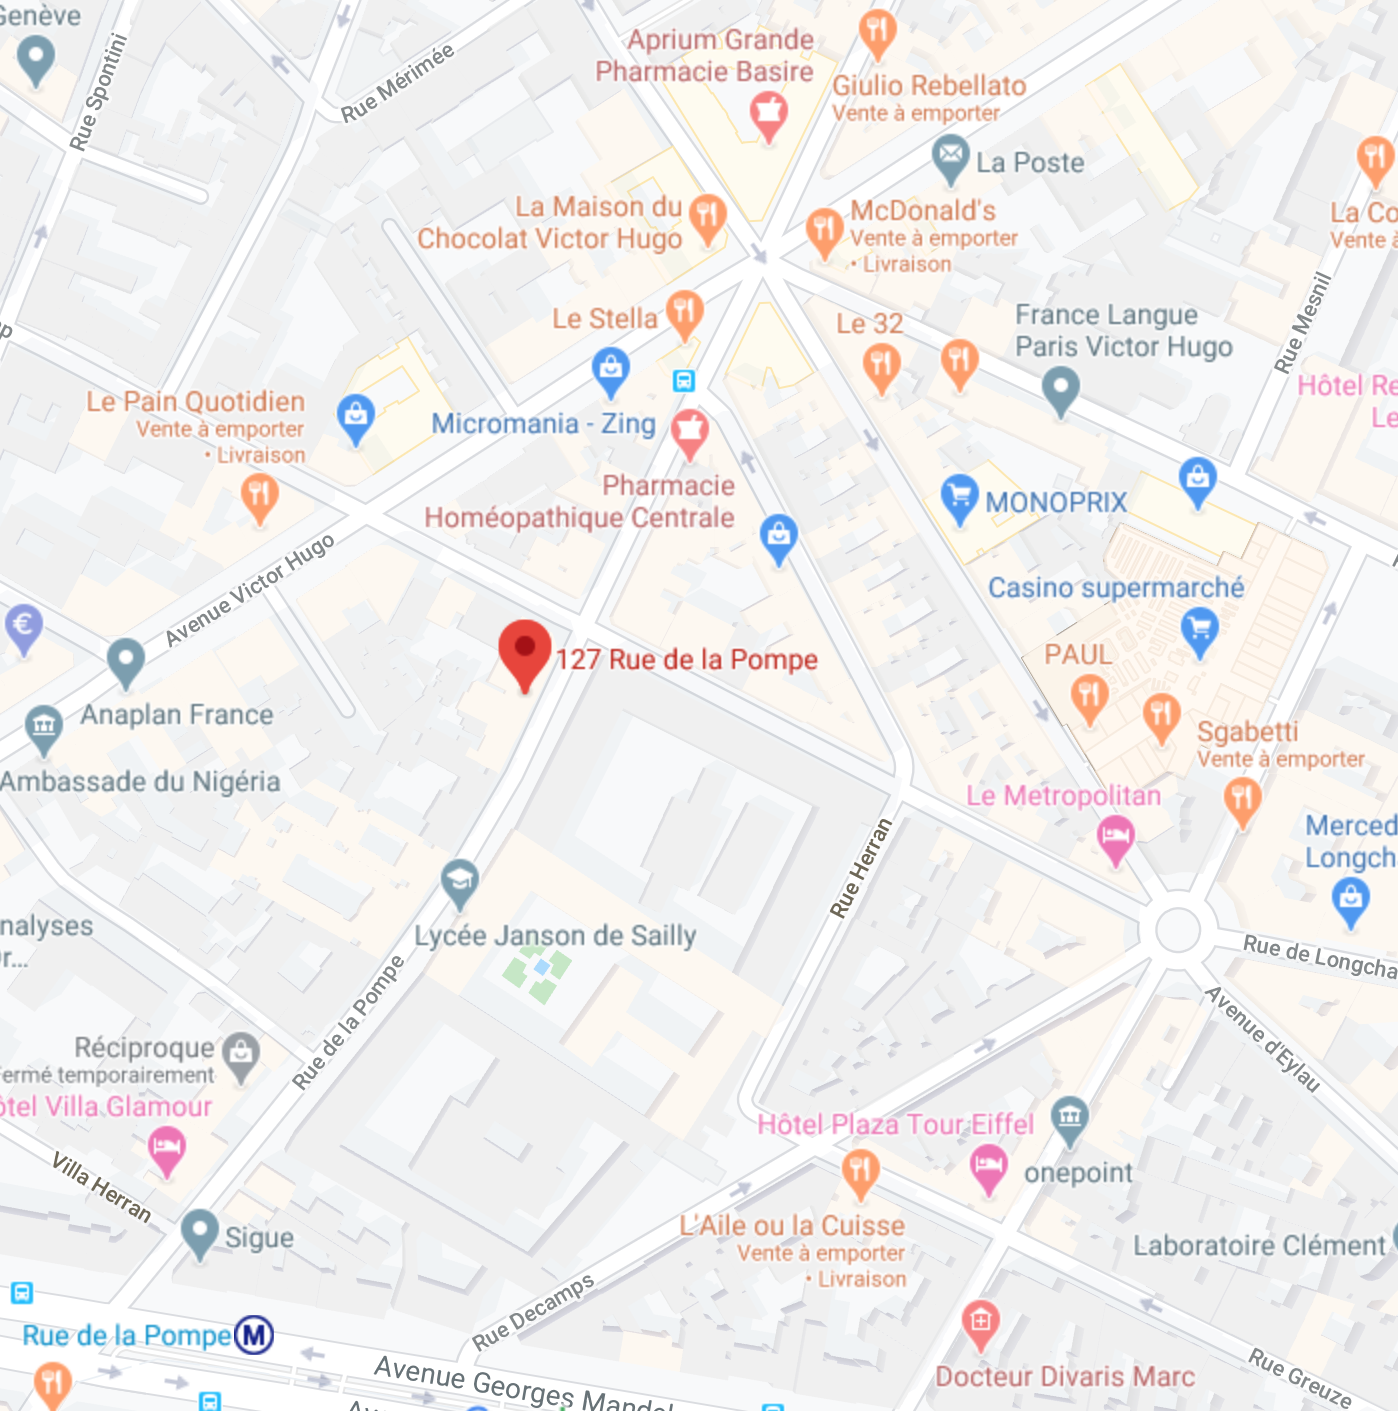 Genève
Rue Spontini
Rue Mérimée
Aprium Grande
Pharmacie Basire
Giulio Rebellato
Vente à emporter
La Poste
La Maison du
Chocolat Victor Hugo
McDonald's
Vente à emporter
• Livraison
La Co
Vente à
Le Stella
Le 32
France Langue
Paris Victor Hugo
Rue Mesnil
Hôtel Re
Le
Le Pain Quotidien
Vente à emporter
• Livraison
Micromania - Zing
Pharmacie
Homéopathique Centrale
MONOPRIX
Avenue Victor Hugo
Casino supermarché
€
127 Rue de la Pompe
PAUL
Anaplan France
Sgabetti
Vente à emporter
Ambassade du Nigéria
Le Metropolitan
Merced
Longch
Rue Herran
nalyses
r...
Lycée Janson de Sailly
Rue de Longcha
Rue de la Pompe
Avenue d'Eylau
Réciproque
Fermé temporairement
ôtel Villa Glamour
Hôtel Plaza Tour Eiffel
onepoint
Villa Herran
Sigue
L'Aile ou la Cuisse
Vente à emporter
• Livraison
Laboratoire Clément
Rue Decamps
Rue de la Pompe
M
Avenue Georges Mandel
Docteur Divaris Marc
Rue Greuze